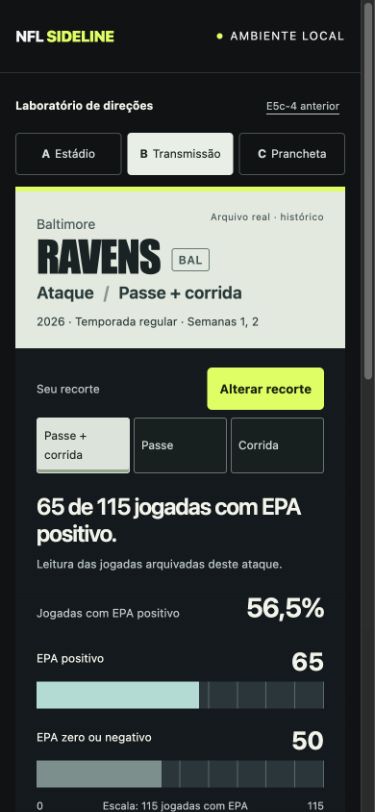 NFL SIDELINE
AMBIENTE LOCAL
Laboratório de direções
E5c-4 anterior
A Estádio
B Transmissão
C Prancheta
Arquivo real · histórico
Baltimore
RAVENS BAL
Ataque / Passe + corrida
2026 · Temporada regular · Semanas 1, 2
Seu recorte
Alterar recorte
Passe +
corrida
Passe
Corrida
65 de 115 jogadas com EPA
positivo.
Leitura das jogadas arquivadas deste ataque.
Jogadas com EPA positivo
56,5%
EPA positivo
65
EPA zero ou negativo
50
0
Escala: 115 jogadas com EPA
115